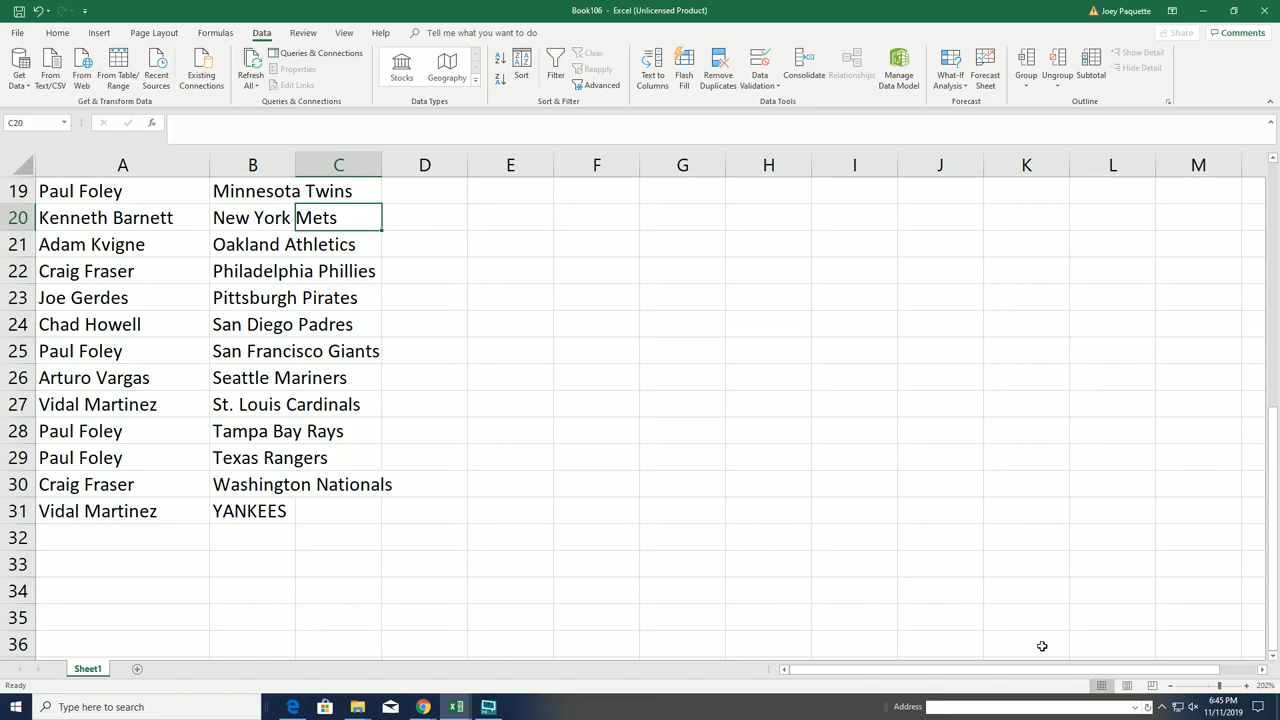 Book106 - Excel (Unlicensed Product)
Joey Paquette
File Home Insert Page Layout Formulas Data Review View Help Tell me what you want to do
Share Comments
Get Data From Text/CSV From Web From Table/Range Recent Sources Existing Connections
Get & Transform Data
Refresh All Queries & Connections Properties Edit Links
Queries & Connections
Stocks Geography
Data Types
Sort Filter Clear Reapply Advanced
Sort & Filter
Text to Columns Flash Fill Remove Duplicates Data Validation Consolidate Relationships Manage Data Model
Data Tools
What-If Analysis Forecast Sheet
Forecast
Group Ungroup Subtotal Show Detail Hide Detail
Outline
C20
A B C D E F G H I J K L M
19 Paul Foley Minnesota Twins
20 Kenneth Barnett New York Mets
21 Adam Kvigne Oakland Athletics
22 Craig Fraser Philadelphia Phillies
23 Joe Gerdes Pittsburgh Pirates
24 Chad Howell San Diego Padres
25 Paul Foley San Francisco Giants
26 Arturo Vargas Seattle Mariners
27 Vidal Martinez St. Louis Cardinals
28 Paul Foley Tampa Bay Rays
29 Paul Foley Texas Rangers
30 Craig Fraser Washington Nationals
31 Vidal Martinez YANKEES
32
33
34
35
36
Sheet1
Ready 202%
Type here to search Address 6:45 PM
11/11/2019